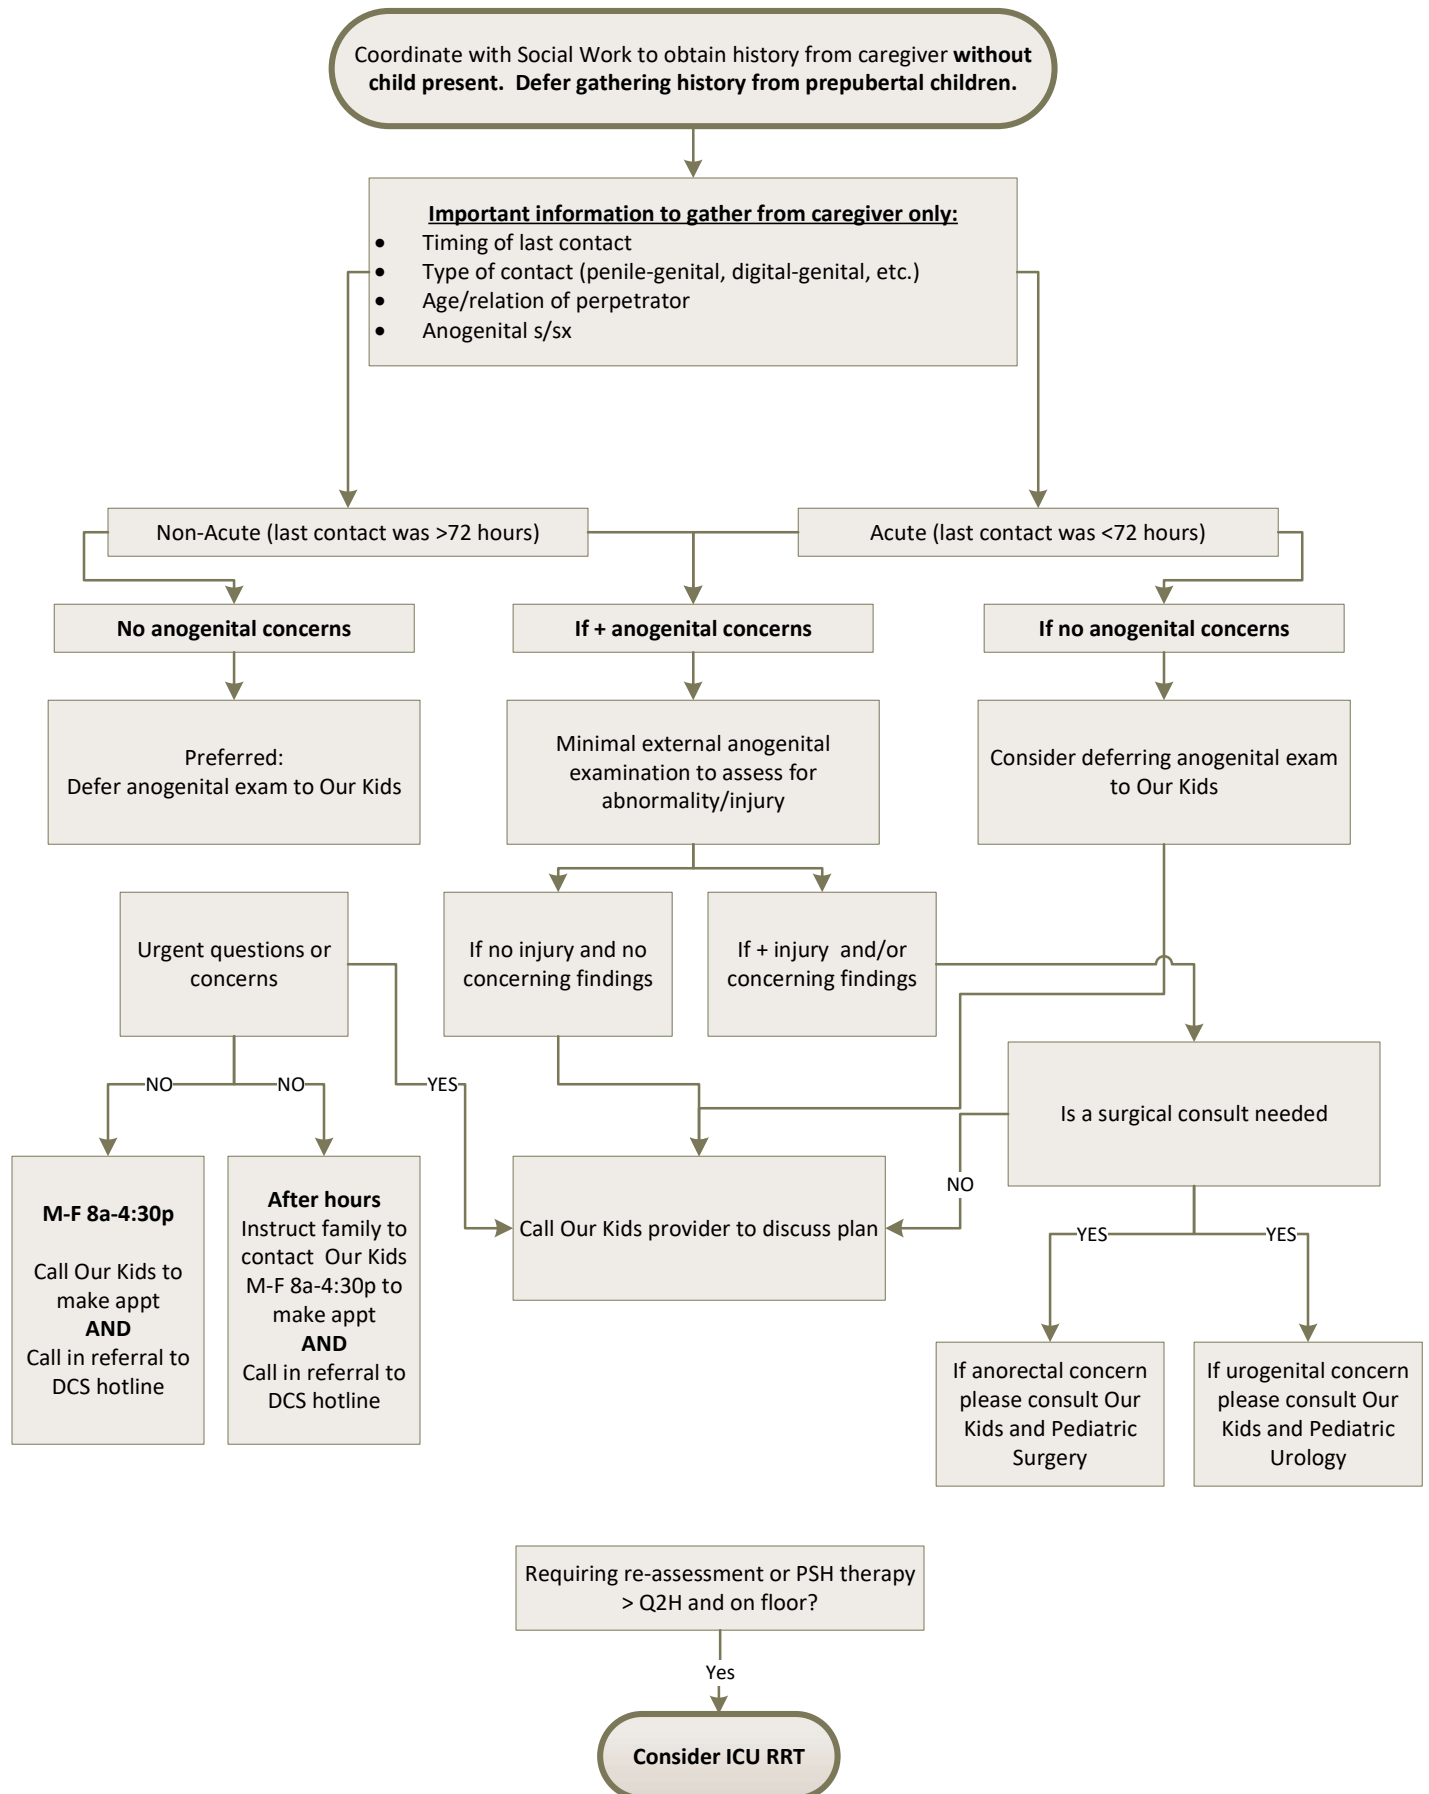 Coordinate with Social Work to obtain history from caregiver without
child present.  Defer gathering history from prepubertal children.
Important information to gather from caregiver only:
• Timing of last contact
• Type of contact (penile-genital, digital-genital, etc.)
• Age/relation of perpetrator
• Anogenital s/sx
Non-Acute (last contact was >72 hours)
Acute (last contact was <72 hours)
No anogenital concerns
If + anogenital concerns
If no anogenital concerns
Preferred:
Defer anogenital exam to Our Kids
Minimal external anogenital
examination to assess for
abnormality/injury
Consider deferring anogenital exam
to Our Kids
Urgent questions or
concerns
If no injury and no
concerning findings
If + injury  and/or
concerning findings
NO
NO
YES
Is a surgical consult needed
M-F 8a-4:30p
Call Our Kids to
make appt
AND
Call in referral to
DCS hotline
After hours
Instruct family to
contact  Our Kids
M-F 8a-4:30p to
make appt
AND
Call in referral to
DCS hotline
Call Our Kids provider to discuss plan
NO
YES
YES
If anorectal concern
please consult Our
Kids and Pediatric
Surgery
If urogenital concern
please consult Our
Kids and Pediatric
Urology
Requiring re-assessment or PSH therapy
> Q2H and on floor?
Yes
Consider ICU RRT